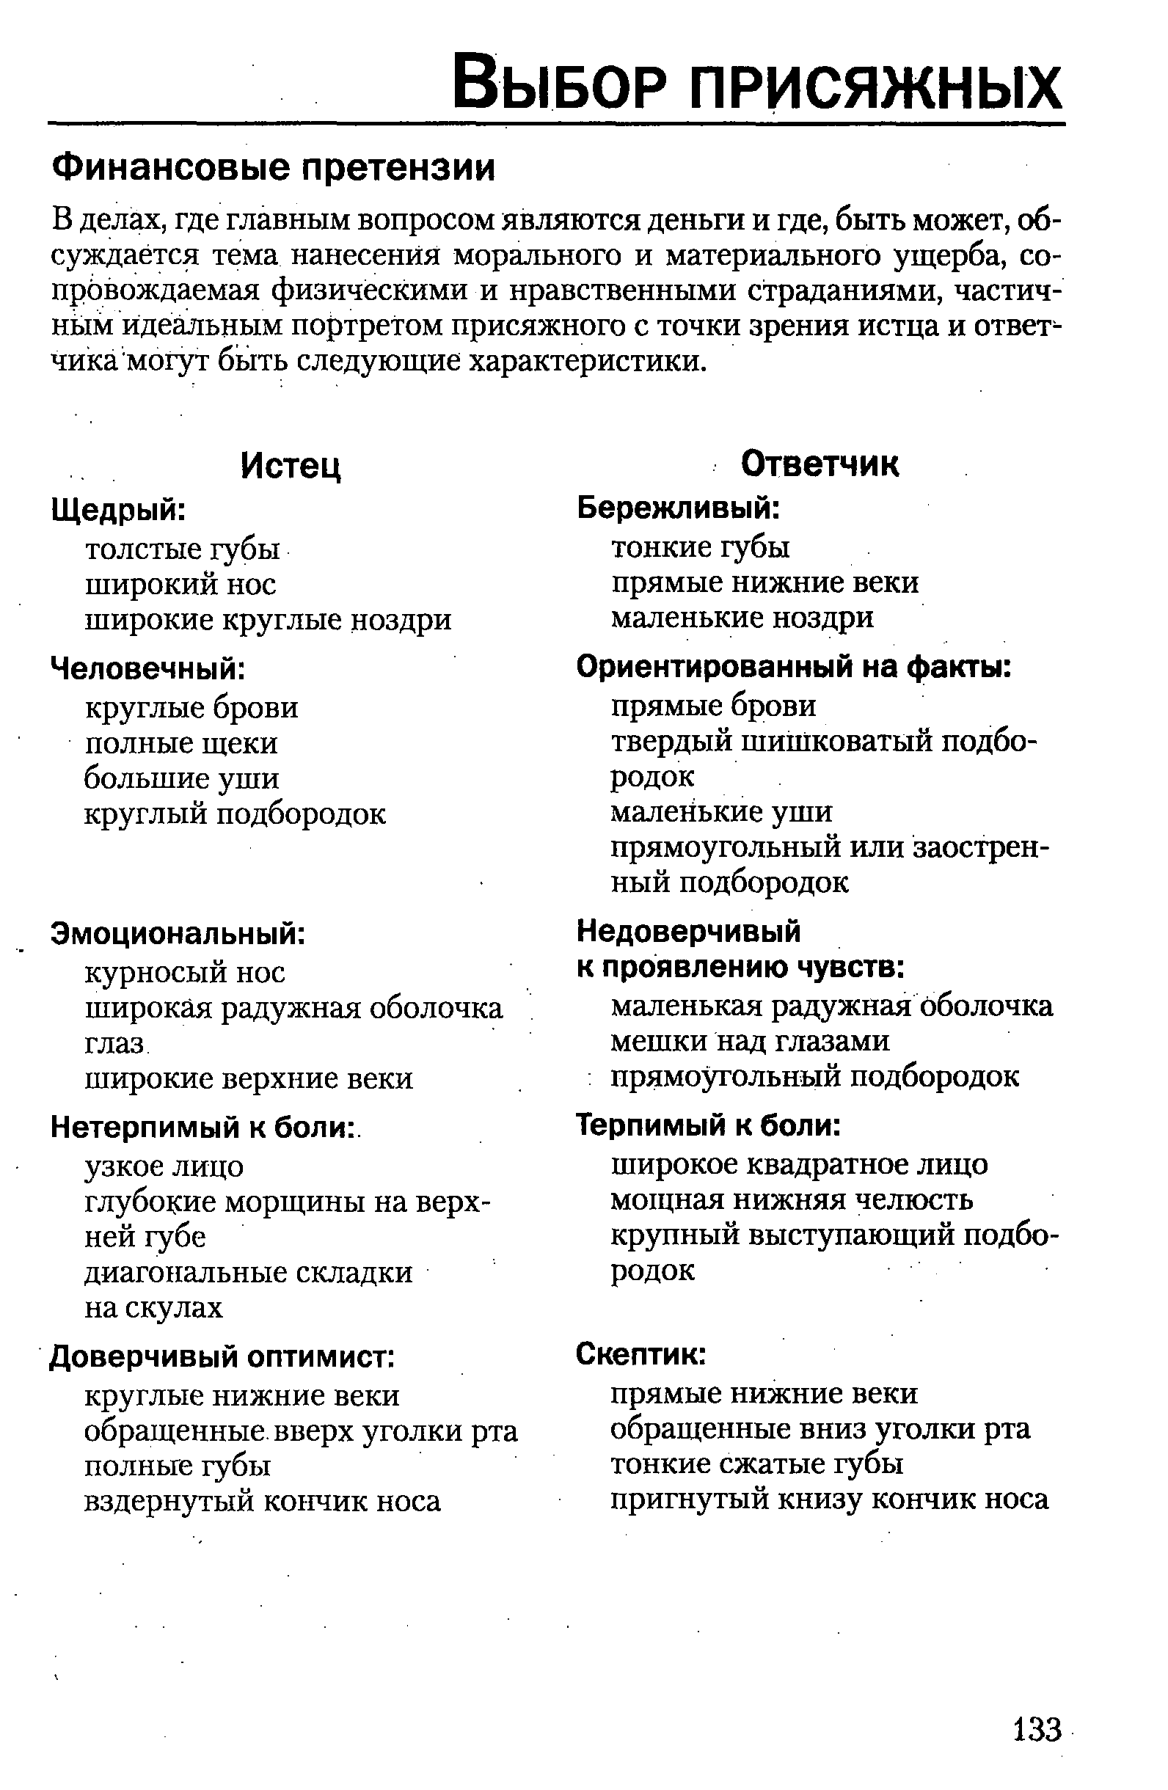 Выбор присяжных
Финансовые претензии
В делах, где главным вопросом являются деньги и где, быть может, об-
суждается тема нанесения морального и материального ущерба, со-
провождаемая физическими и нравственными страданиями, частич-
ным идеальным портретом присяжного с точки зрения истца и ответ-
чика могут быть следующие характеристики.
Истец
Щедрый:
толстые губы
широкий нос
широкие круглые ноздри
Человечный:
круглые брови
полные щеки
большие уши
круглый подбородок
Эмоциональный:
курносый нос
широкая радужная оболочка
глаз
широкие верхние веки
Нетерпимый к боли:
узкое лицо
глубокие морщины на верх-
ней губе
диагональные складки
на скулах
Доверчивый оптимист:
круглые нижние веки
обращенные вверх уголки рта
полные губы
вздернутый кончик носа
Ответчик
Бережливый:
тонкие губы
прямые нижние веки
маленькие ноздри
Ориентированный на факты:
прямые брови
твердый шишковатый подбо-
родок
маленькие уши
прямоугольный или заострен-
ный подбородок
Недоверчивый
к проявлению чувств:
маленькая радужная оболочка
мешки над глазами
прямоугольный подбородок
Терпимый к боли:
широкое квадратное лицо
мощная нижняя челюсть
крупный выступающий подбо-
родок
Скептик:
прямые нижние веки
обращенные вниз уголки рта
тонкие сжатые губы
пригнутый книзу кончик носа
133